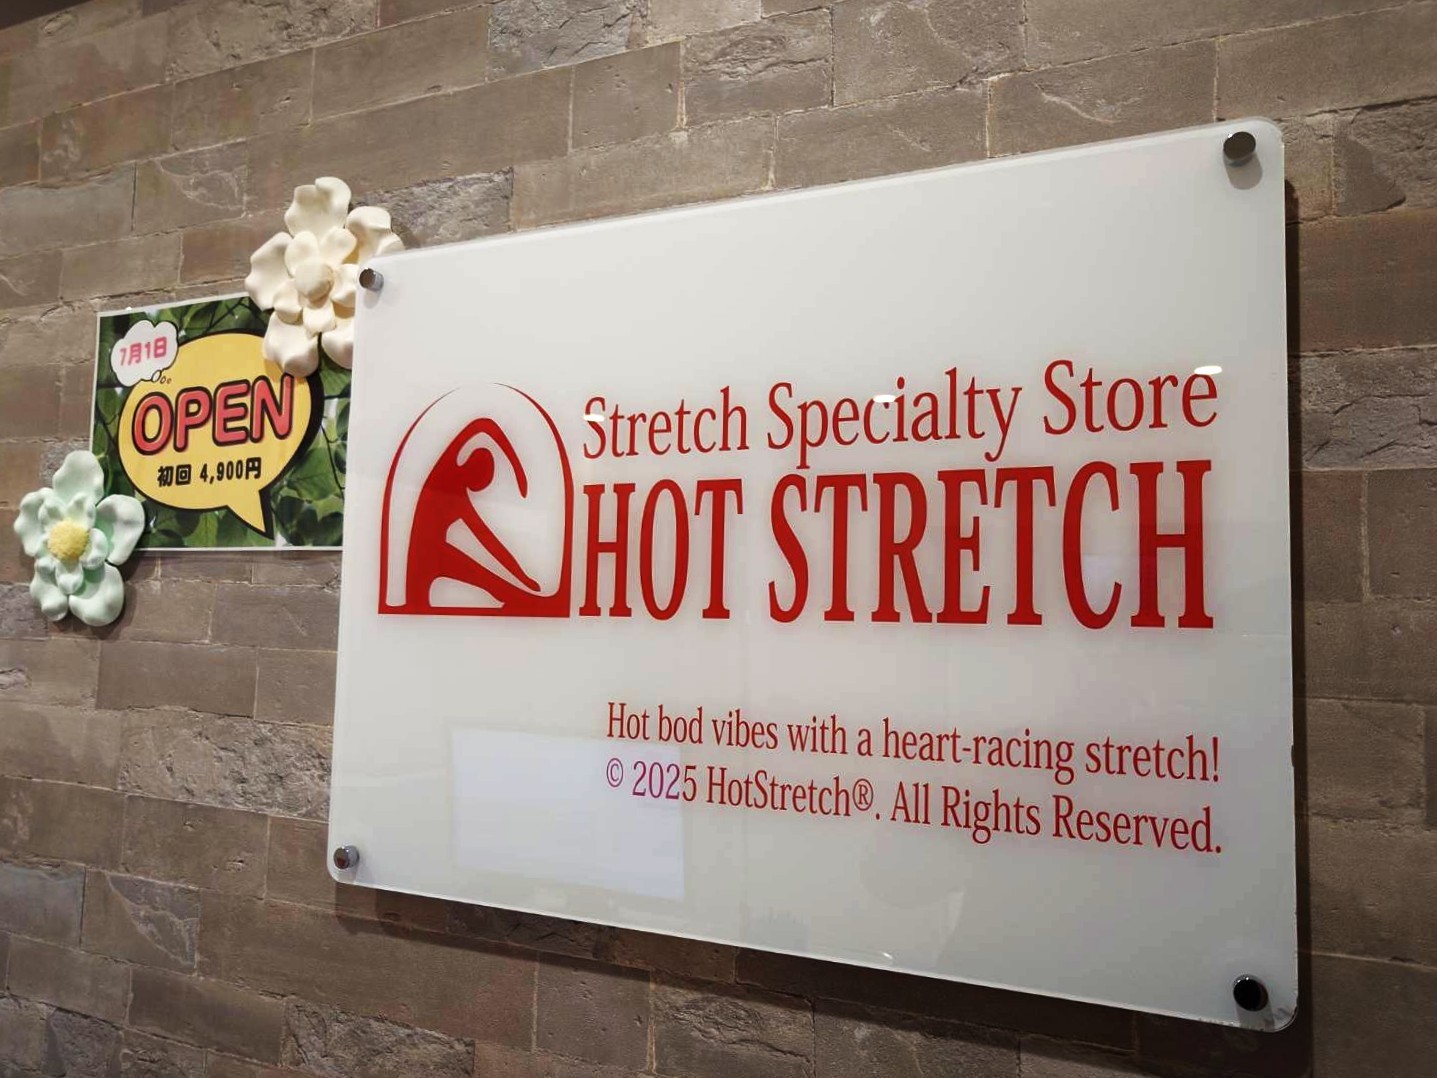 7月1日
OPEN
初回 4,900円
Stretch Specialty Store
HOT STRETCH
Hot bod vibes with a heart-racing stretch!
© 2025 HotStretch®. All Rights Reserved.